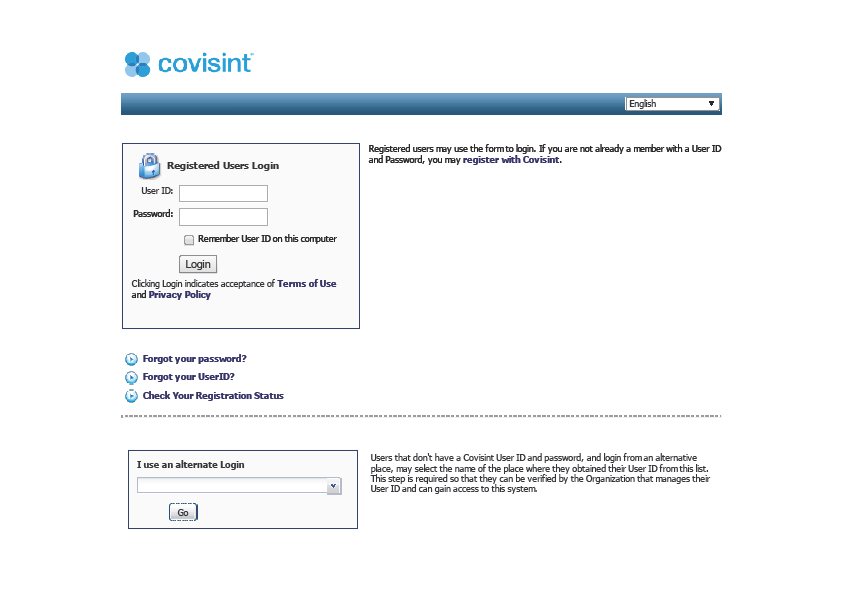 covisint
English
Registered users may use the form to login. If you are not already a member with a User ID
and Password, you may register with Covisint.
Registered Users Login
User ID:
Password:
Remember User ID on this computer
Login
Clicking Login indicates acceptance of Terms of Use
and Privacy Policy
Forgot your password?
Forgot your UserID?
Check Your Registration Status
I use an alternate Login
Go
Users that don't have a Covisint User ID and password, and login from an alternative
place, may select the name of the place where they obtained their User ID from this list.
This step is required so that they can be verified by the Organization that manages their
User ID and can gain access to this system.